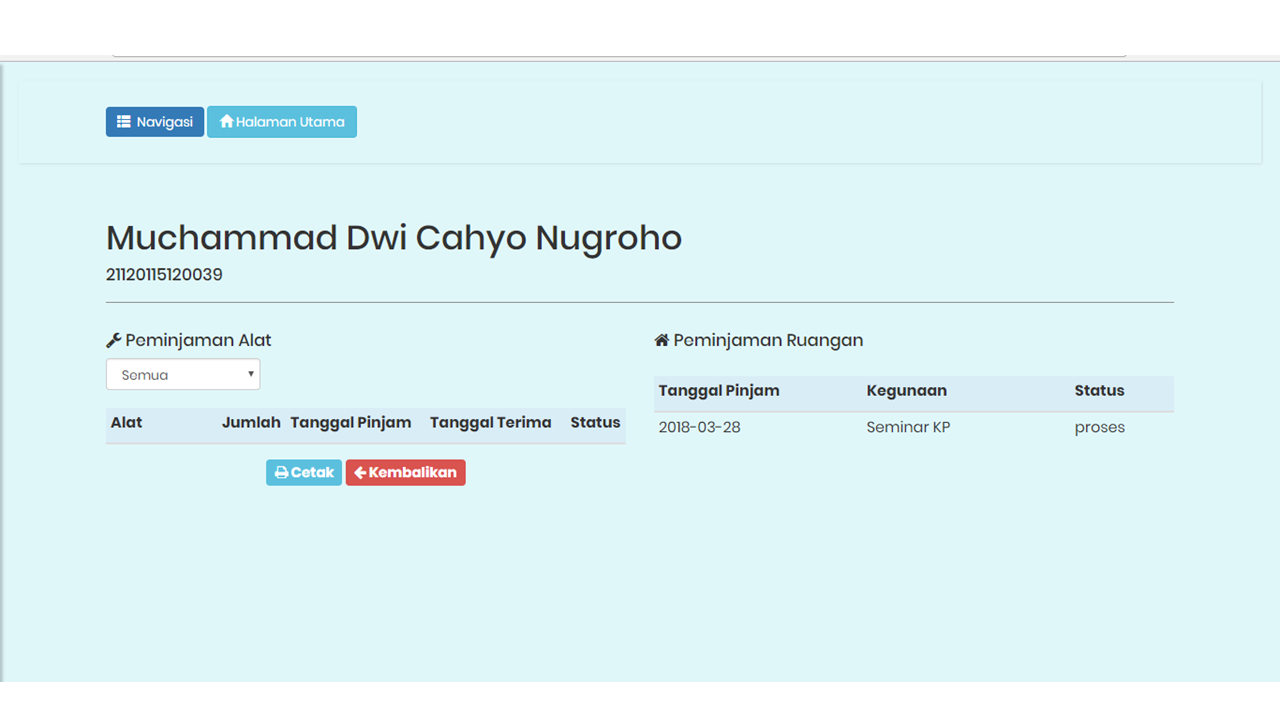 Navigasi Halaman Utama
Muchammad Dwi Cahyo Nugroho
21120115120039
Peminjaman Alat
Semua
Alat Jumlah Tanggal Pinjam Tanggal Terima Status
Cetak Kembalikan
Peminjaman Ruangan
Tanggal Pinjam Kegunaan Status
2018-03-28 Seminar KP proses